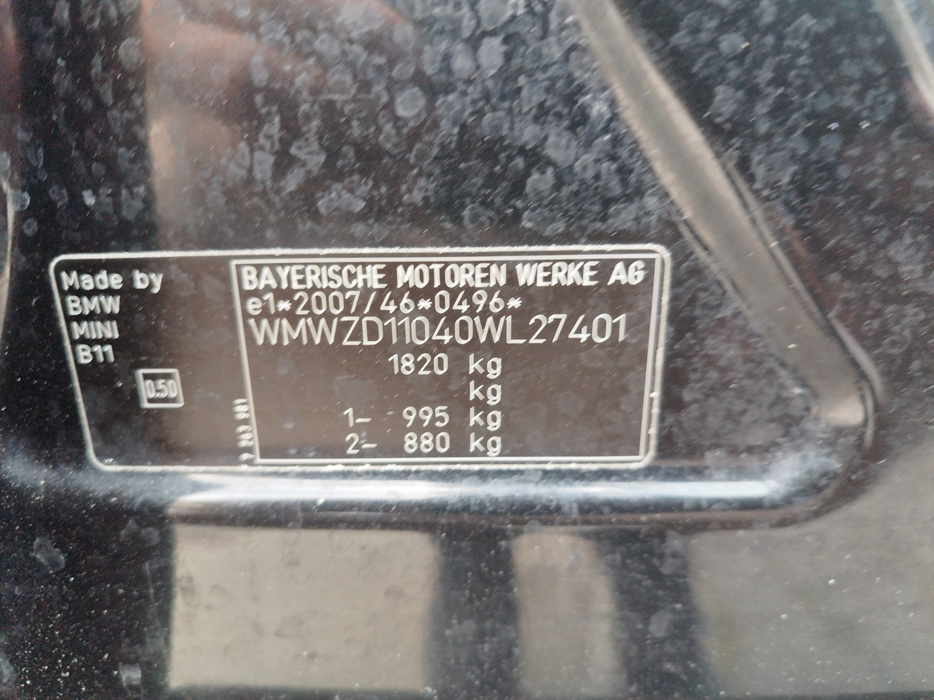 Made by
BMW
MINI
B11
0.50
BAYERISCHE MOTOREN WERKE AG
e1*2007/46*0496*
WMWZD11040WL27401
1820 kg
kg
1- 995 kg
2- 880 kg